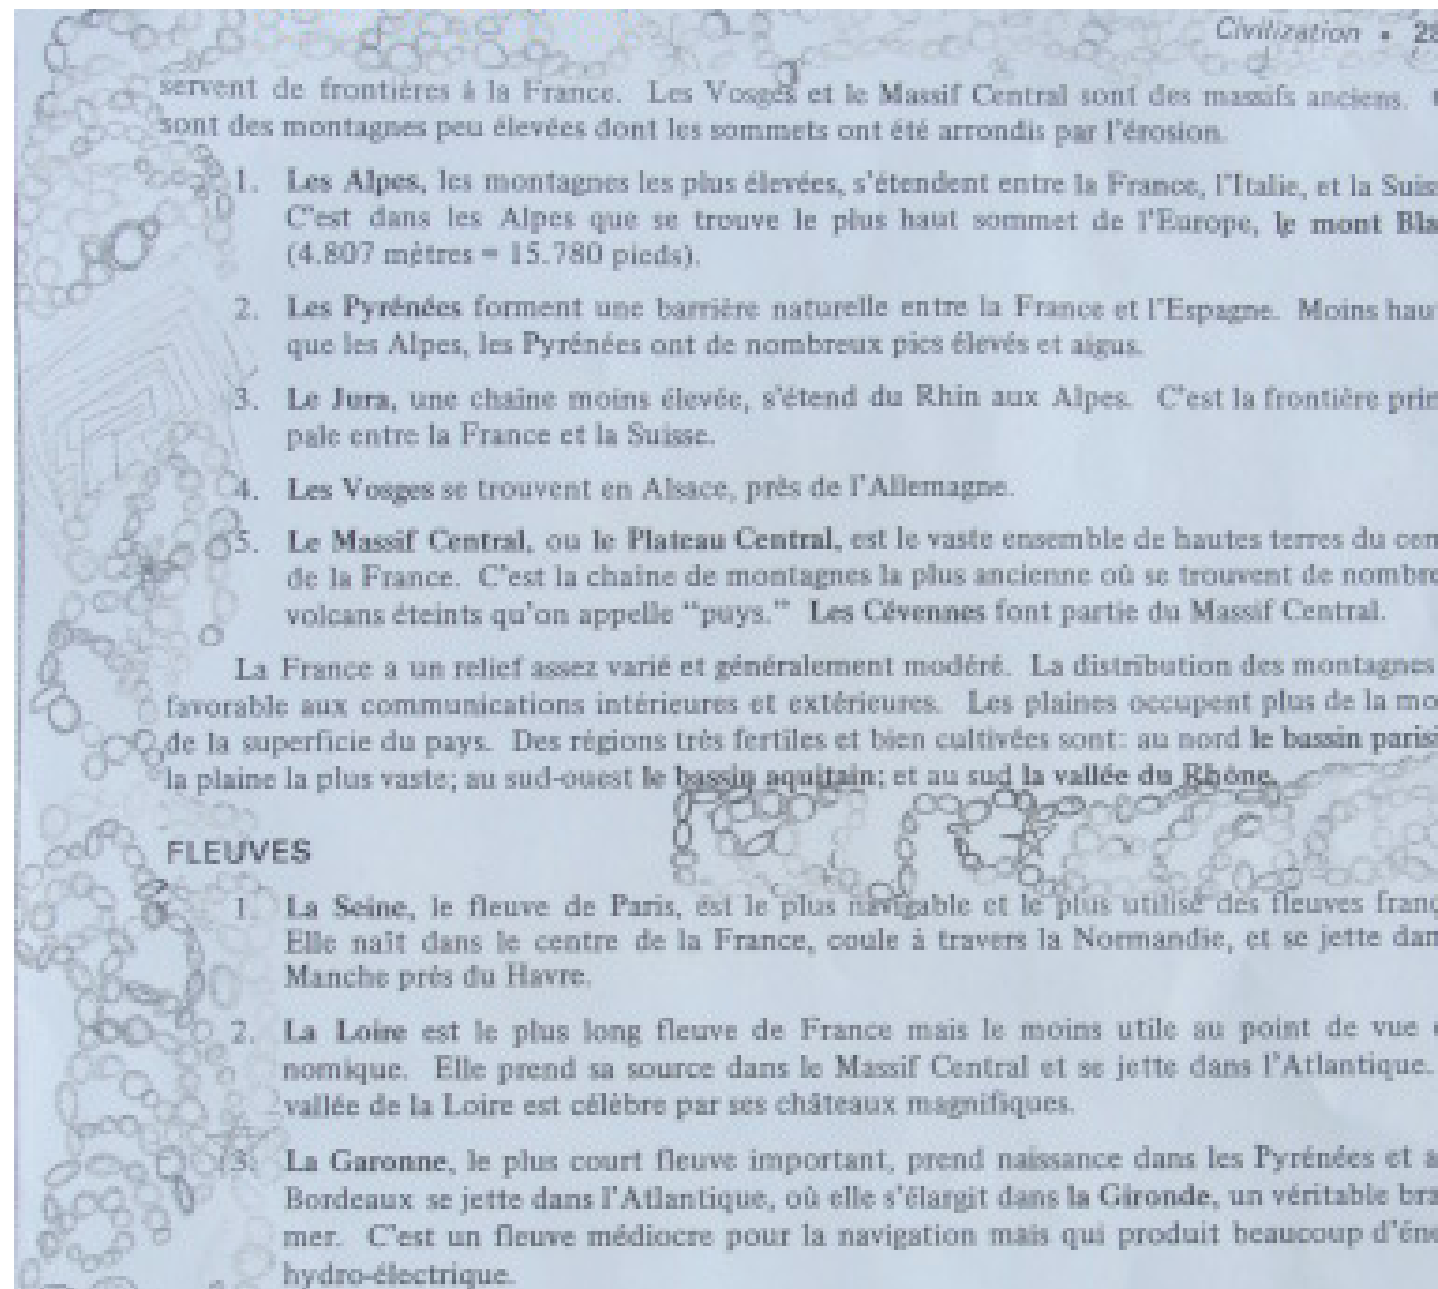 Civilization • 28
servent de frontières à la France. Les Vosges et le Massif Central sont des massifs anciens.
sont des montagnes peu élevées dont les sommets ont été arrondis par l'érosion.
1. Les Alpes, les montagnes les plus élevées, s'étendent entre la France, l'Italie, et la Suis
C'est dans les Alpes que se trouve le plus haut sommet de l'Europe, le mont Bla
(4.807 mètres = 15.780 pieds).
2. Les Pyrénées forment une barrière naturelle entre la France et l'Espagne. Moins hau
que les Alpes, les Pyrénées ont de nombreux pics élevés et aigus.
3. Le Jura, une chaîne moins élevée, s'étend du Rhin aux Alpes. C'est la frontière prin
pale entre la France et la Suisse.
4. Les Vosges se trouvent en Alsace, près de l'Allemagne.
5. Le Massif Central, ou le Plateau Central, est le vaste ensemble de hautes terres du cen
de la France. C'est la chaîne de montagnes la plus ancienne où se trouvent de nombre
volcans éteints qu'on appelle "puys." Les Cévennes font partie du Massif Central.
La France a un relief assez varié et généralement modéré. La distribution des montagnes
favorable aux communications intérieures et extérieures. Les plaines occupent plus de la mo
de la superficie du pays. Des régions très fertiles et bien cultivées sont: au nord le bassin parisi
la plaine la plus vaste; au sud-ouest le bassin aquitain; et au sud la vallée du Rhône.
FLEUVES
1. La Seine, le fleuve de Paris, est le plus navigable et le plus utilisé des fleuves franç
Elle naît dans le centre de la France, coule à travers la Normandie, et se jette dan
Manche près du Havre.
2. La Loire est le plus long fleuve de France mais le moins utile au point de vue
nomique. Elle prend sa source dans le Massif Central et se jette dans l'Atlantique.
vallée de la Loire est célèbre par ses châteaux magnifiques.
3. La Garonne, le plus court fleuve important, prend naissance dans les Pyrénées et a
Bordeaux se jette dans l'Atlantique, où elle s'élargit dans la Gironde, un véritable bra
mer. C'est un fleuve médiocre pour la navigation mais qui produit beaucoup d'éne
hydro-électrique.